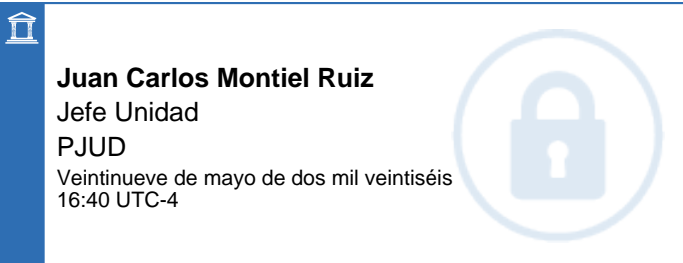 Juan Carlos Montiel Ruiz
Jefe Unidad
PJUD
Veintinueve de mayo de dos mil veintiséis
16:40 UTC-4